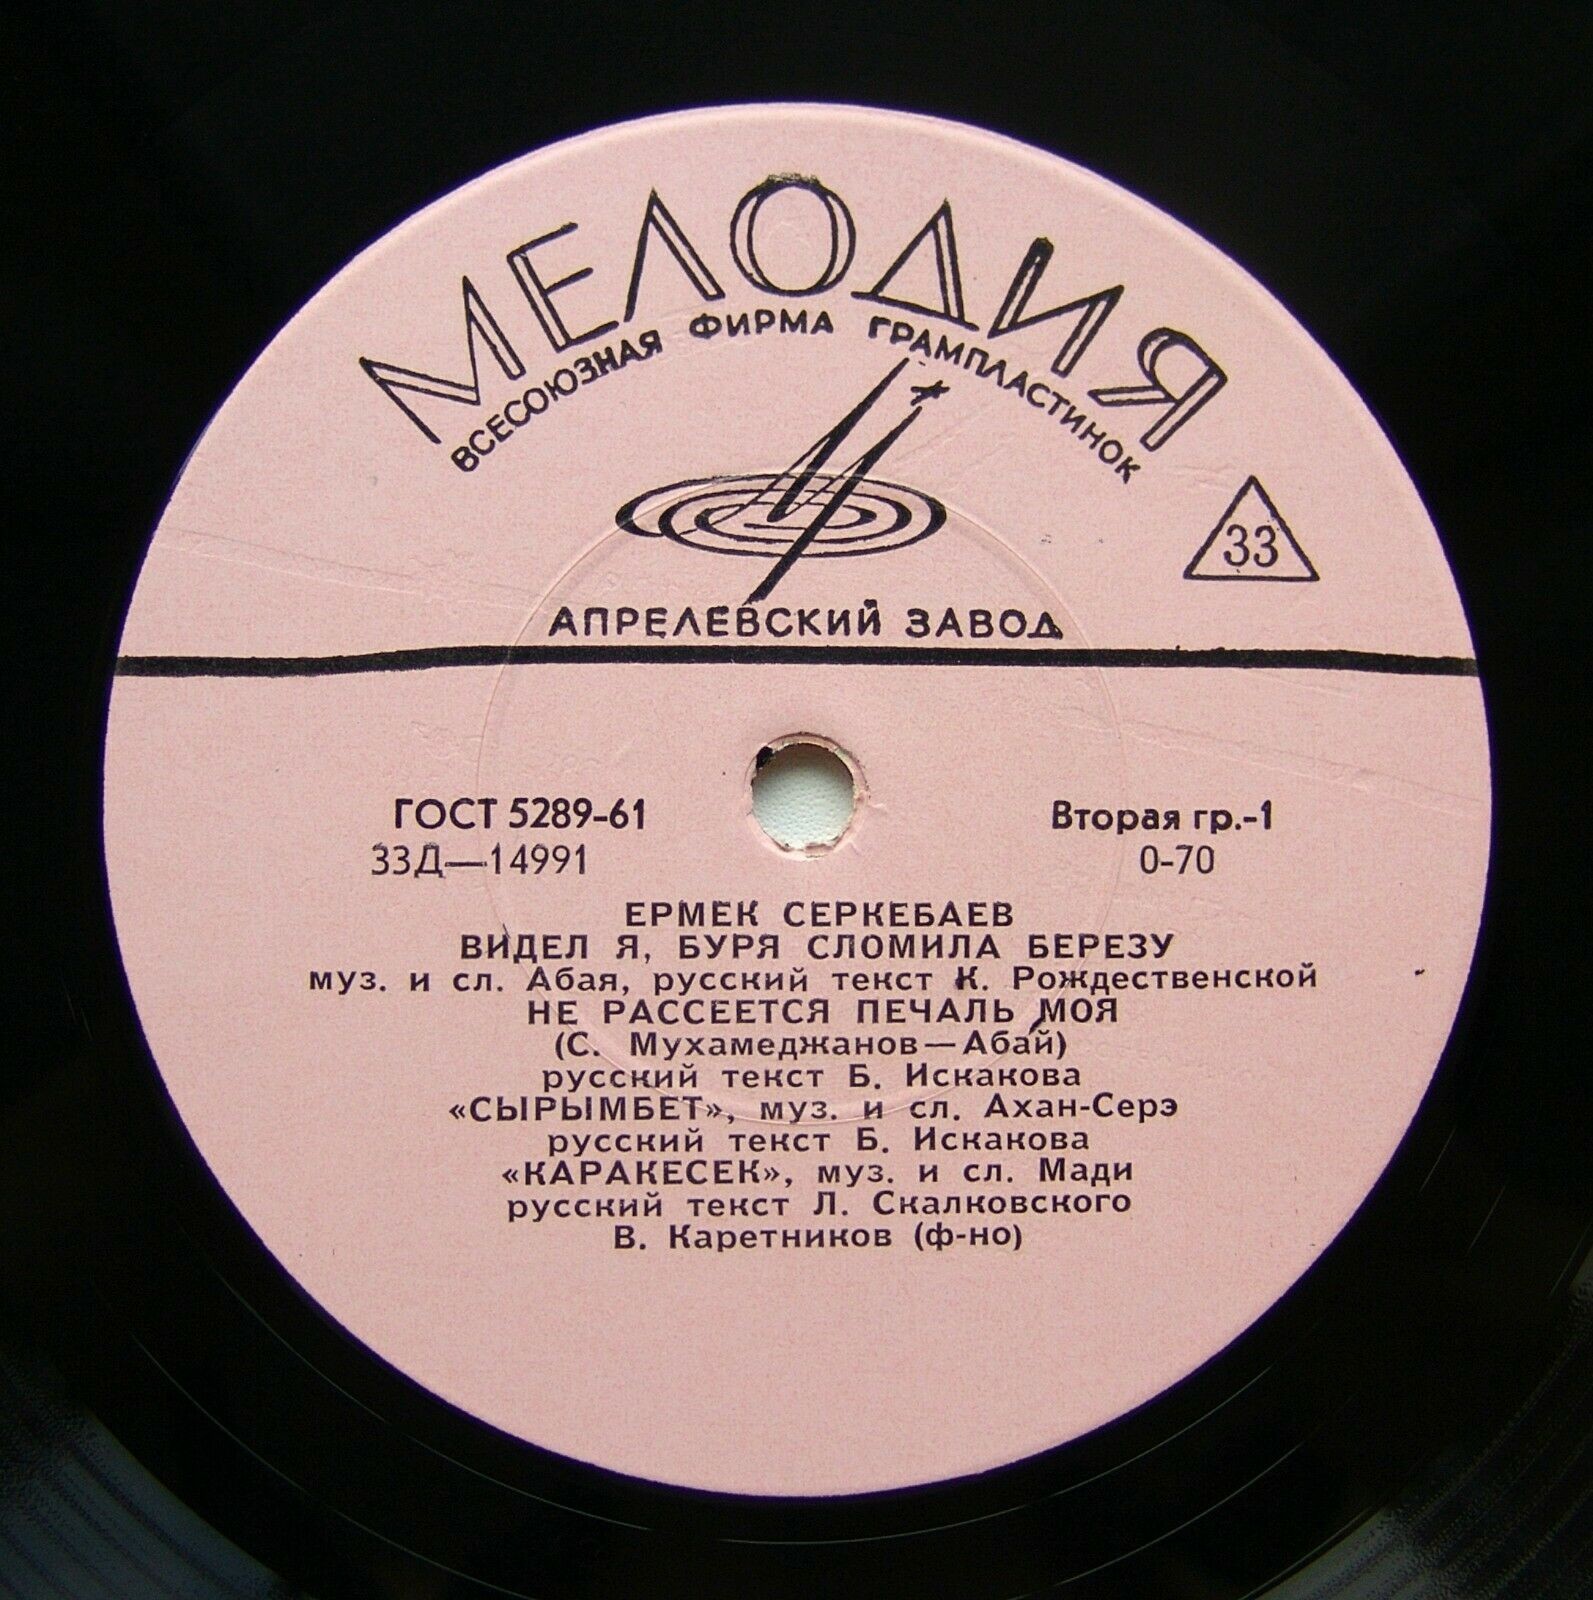 МЕЛОДИЯ
ВСЕСОЮЗНАЯ ФИРМА ГРАМПЛАСТИНОК
33
АПРЕЛЕВСКИЙ ЗАВОД
ГОСТ 5289-61
Вторая гр.-1
33Д—14991
0-70
ЕРМЕК СЕРКЕБАЕВ
ВИДЕЛ Я, БУРЯ СЛОМИЛА БЕРЕЗУ
муз. и сл. Абая, русский текст К. Рождественской
НЕ РАССЕЕТСЯ ПЕЧАЛЬ МОЯ
(С. Мухамеджанов—Абай)
русский текст Б. Искакова
«СЫРЫМБЕТ», муз. и сл. Ахан-Серэ
русский текст Б. Искакова
«КАРАКЕСЕК», муз. и сл. Мади
русский текст Л. Скалковского
В. Каретников (ф-но)